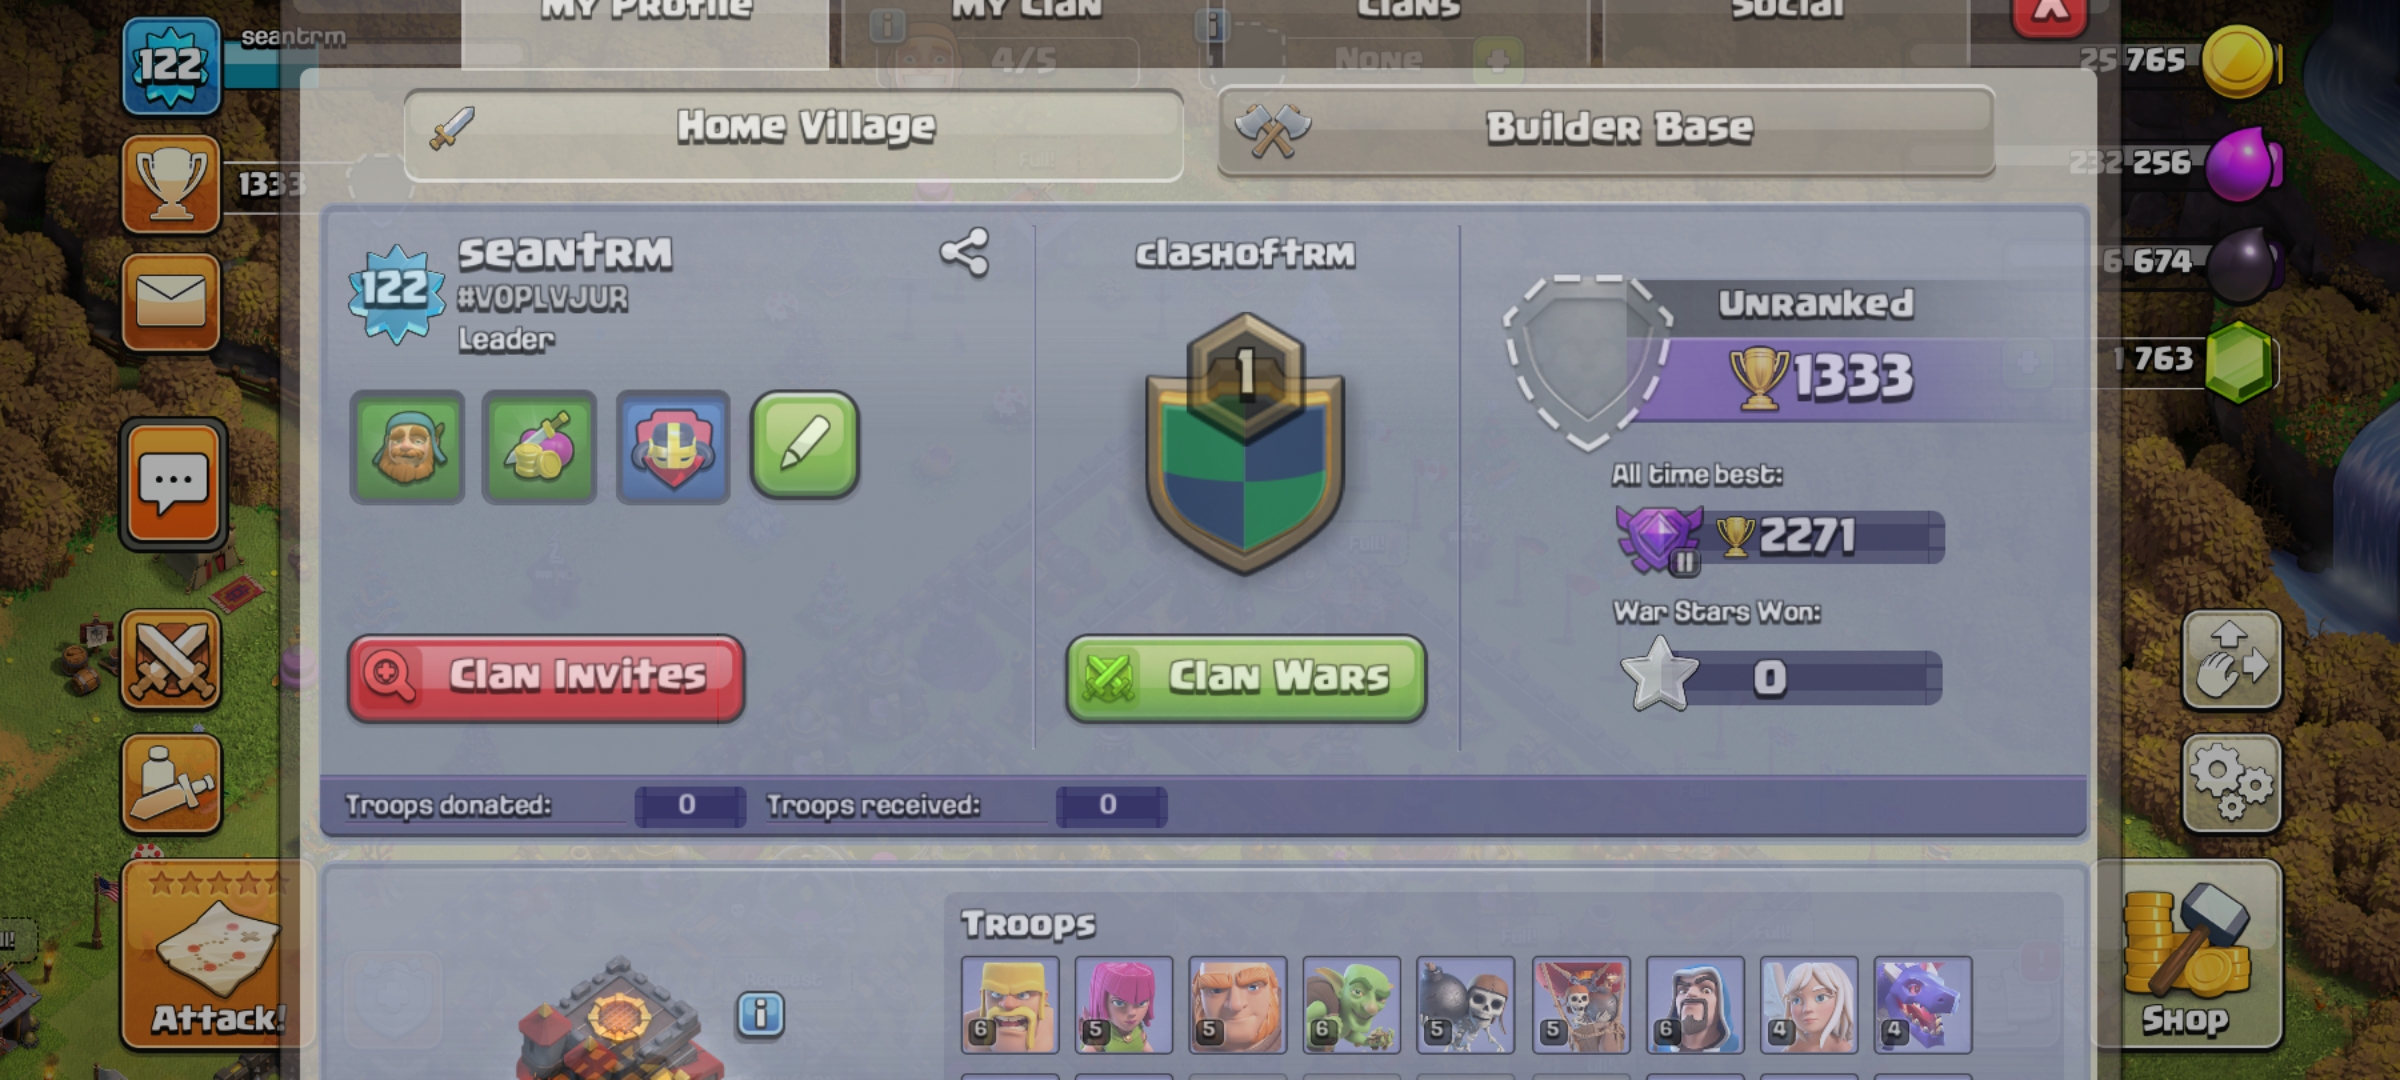 My Profile
My Clan
Clans
Social
X
122
seantrm
4/5
None
25 765
Home Village
Builder Base
1333
232 256
seantrm
#V0PLVJUR
Leader
122
clashoftrm
1
Unranked
1333
6 674
1 763
All time best:
2271
II
War Stars Won:
0
Clan Invites
Clan Wars
Troops donated: 0
Troops received: 0
Troops
6 5 5 6 5 5 6 4 4
Attack!
Shop